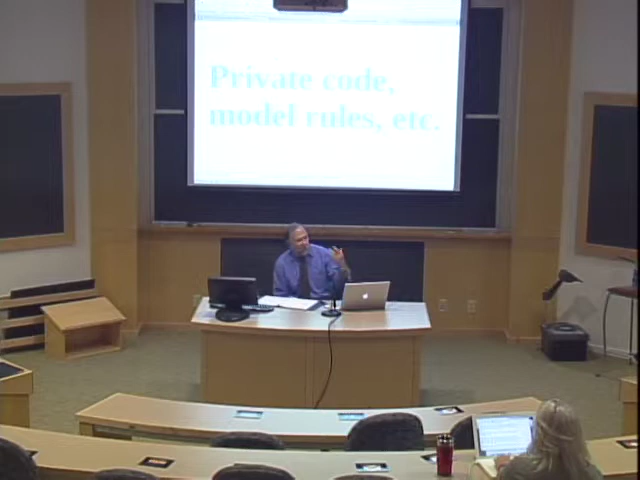 Private code,
model rules, etc.